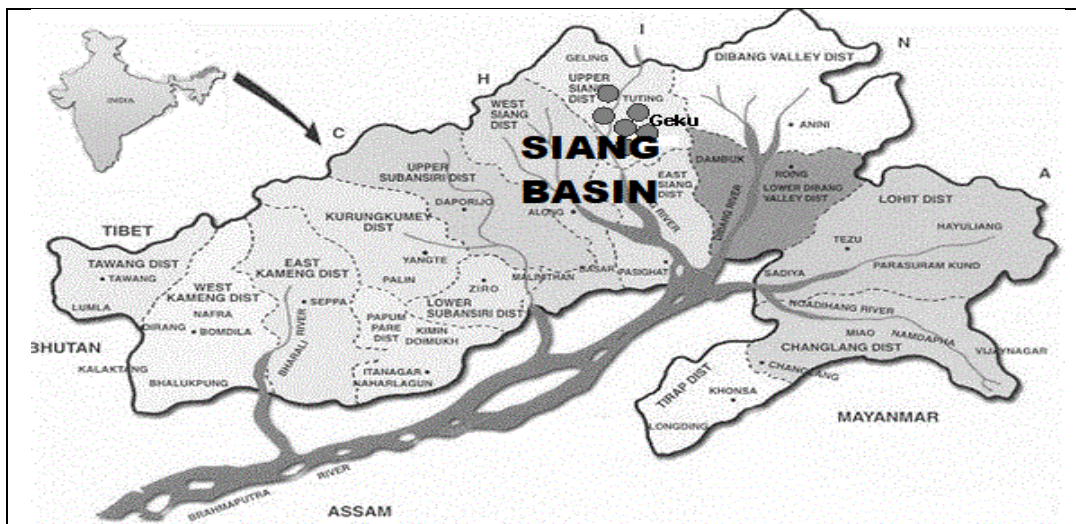 INDIA
C
H
I
N
A
GELING
DIBANG VALLEY DIST
UPPER
SIANG
DIST
TUTING
WEST
SIANG
DIST
Geku
ANINI
SIANG
BASIN
DAMBUK
ROING
LOWER DIBANG
VALLEY DIST
EAST
SIANG
DIST
UPPER
SUBANSIRI DIST
DAPORIJO
ALONG
RIVER
DIBANG RIVER
LOHIT DIST
HAYULIANG
TEZU
PARASURAM KUND
KURUNGKUMEY
DIST
TIBET
TAWANG DIST
TAWANG
LUMLA
EAST
KAMENG DIST
YANGTE
PALIN
ZIRO
MALINITHAN
BASAR
PASIGHAT
SADIYA
WEST
KAMENG DIST
NAFRA
DIRANG
BOMDILA
SEPPA
BHARALI
RIVER
PAPUM
PARE
DIST
LOWER
SUBANSIRI DIST
KIMIN
DOIMUKH
ITANAGAR
NAHARLAGUN
NOADIHANG RIVER
MIAO
NAMDAPHA
CHANGLANG DIST
VIJAYNAGAR
BHUTAN
KALAKTANG
BHALUKPUNG
CHANGLANG
TIRAP DIST
KHONSA
LONGDING
MAYANMAR
BRAHMAPUTRA
RIVER
ASSAM